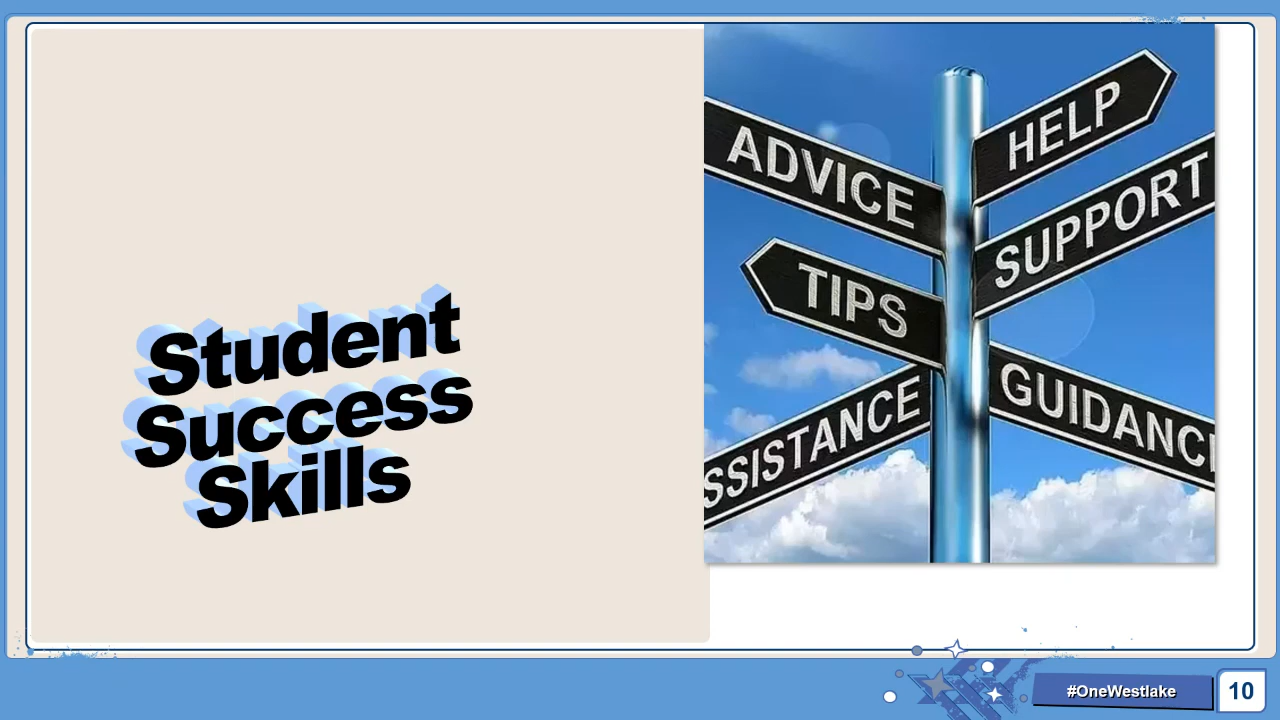 Student
Success
Skills
ADVICE
HELP
SUPPORT
TIPS
SSISTANCE
GUIDANC
#OneWestlake
10